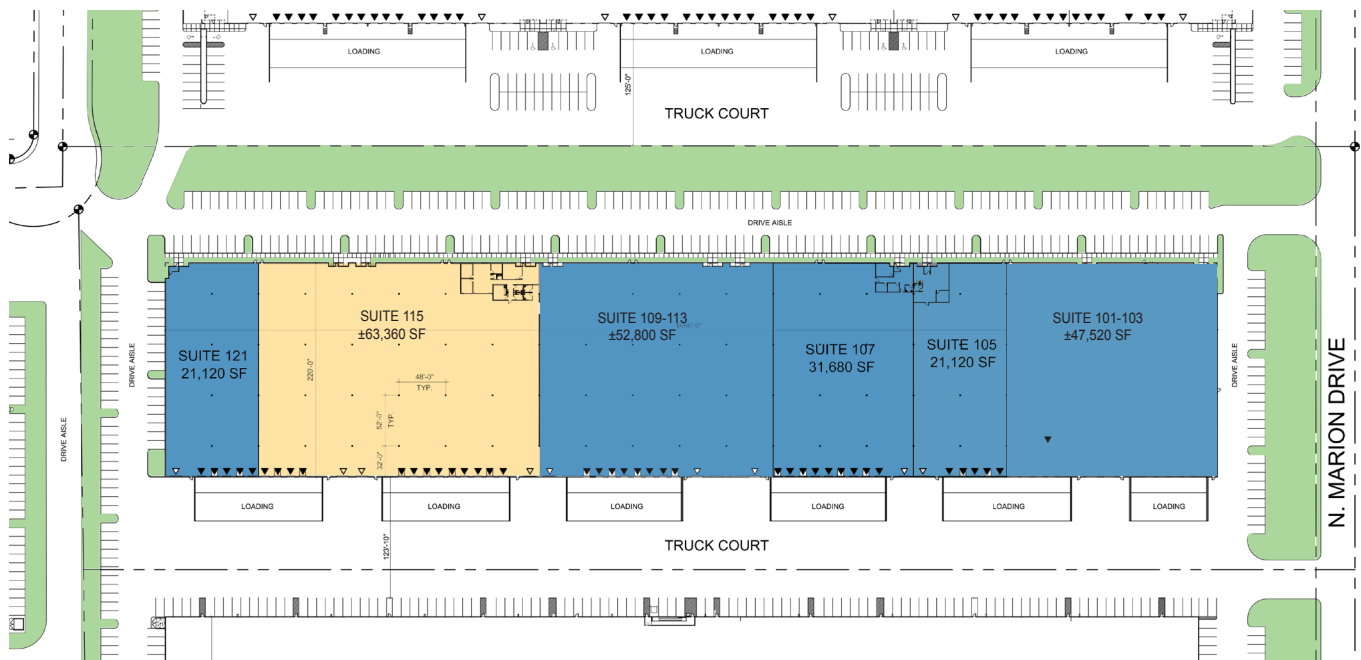 LOADING
LOADING
LOADING
125'-0"
TRUCK COURT
DRIVE AISLE
SUITE 121
21,120 SF
SUITE 115
±63,360 SF
SUITE 109-113
±52,800 SF
SUITE 107
31,680 SF
SUITE 105
21,120 SF
SUITE 101-103
±47,520 SF
220'-0"
48'-0"
TYP.
52'-0"
TYP.
32'-0"
DRIVE AISLE
DRIVE AISLE
DRIVE AISLE
N. MARION DRIVE
LOADING
LOADING
LOADING
LOADING
LOADING
LOADING
123'-10"
TRUCK COURT